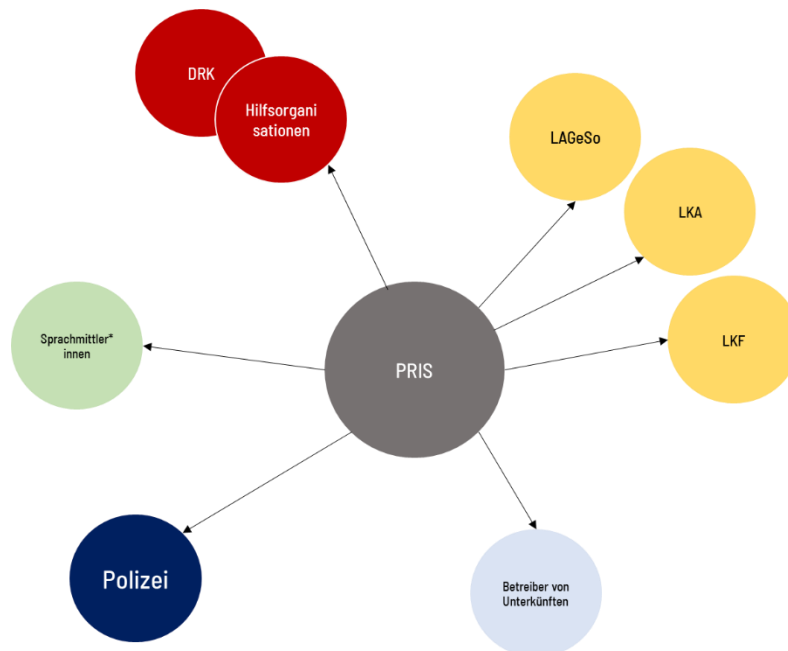 DRK
Hilfsorgani
sationen
LAGeSo
LKA
LKF
Sprachmittler*
innen
PRIS
Polizei
Betreiber von
Unterkünften